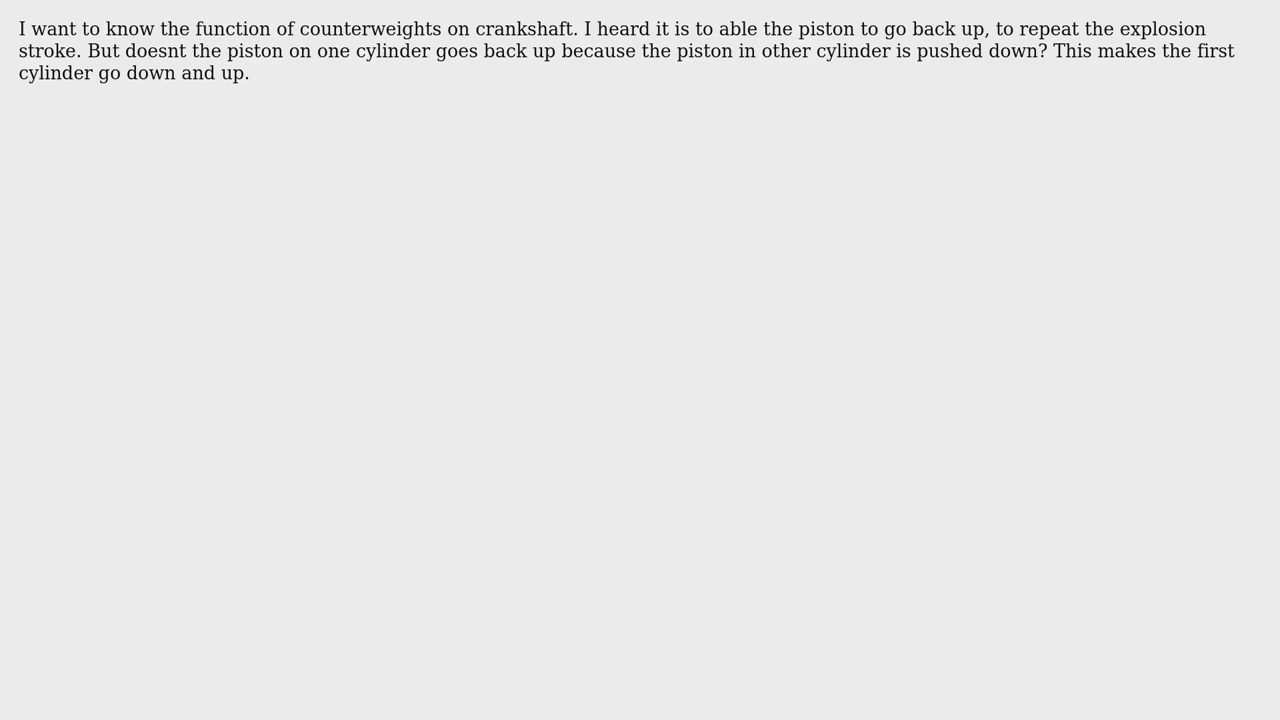 I want to know the function of counterweights on crankshaft. I heard it is to able the piston to go back up, to repeat the explosion
stroke. But doesnt the piston on one cylinder goes back up because the piston in other cylinder is pushed down? This makes the first
cylinder go down and up.